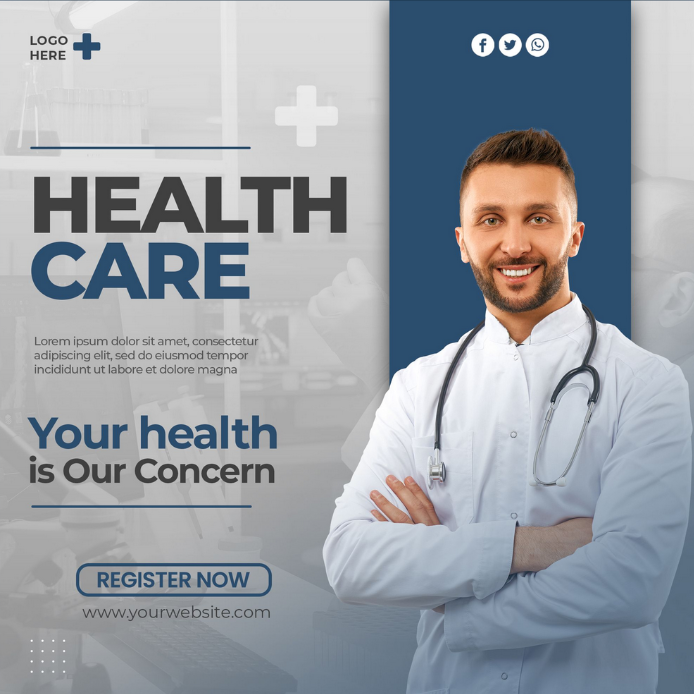 LOGO
HERE
HEALTH
CARE
Lorem ipsum dolor sit amet, consectetur
adipiscing elit, sed do eiusmod tempor
incididunt ut labore et dolore magna
Your health
is Our Concern
REGISTER NOW
www.yourwebsite.com